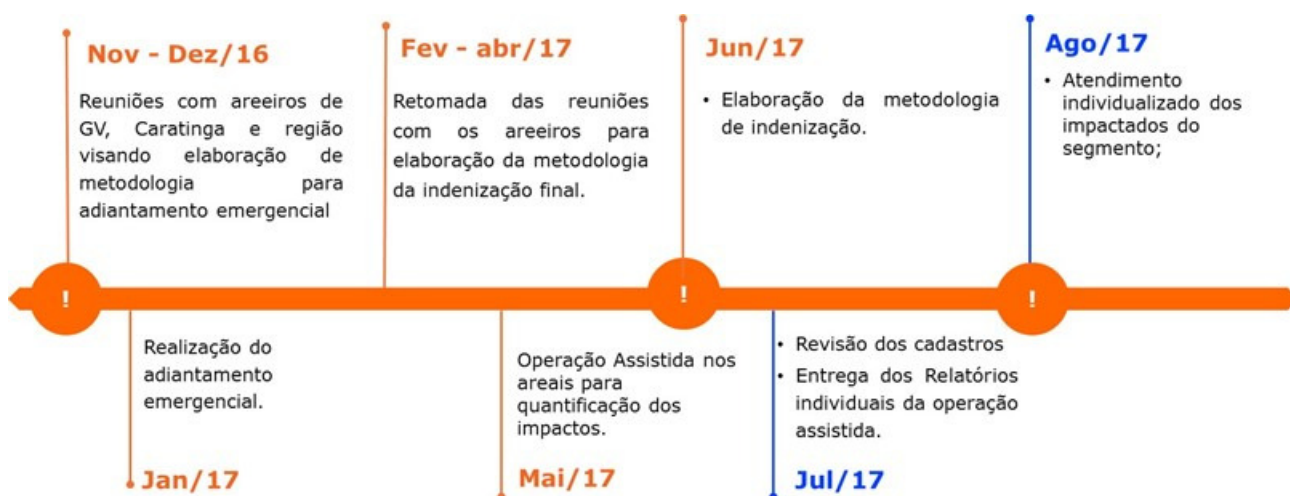 Nov - Dez/16
Reuniões com areeiros de
GV, Caratinga e região
visando elaboração de
metodologia para
adiantamento emergencial
Fev - abr/17
Retomada das reuniões
com os areeiros para
elaboração da metodologia
da indenização final.
Jun/17
• Elaboração da metodologia
de indenização.
Ago/17
• Atendimento
individualizado dos
impactados do
segmento;
!
!
!
Realização do
adiantamento
emergencial.
Jan/17
Operação Assistida nos
areais para
quantificação dos
impactos.
Mai/17
• Revisão dos cadastros
• Entrega dos Relatórios
individuais da operação
assistida.
Jul/17